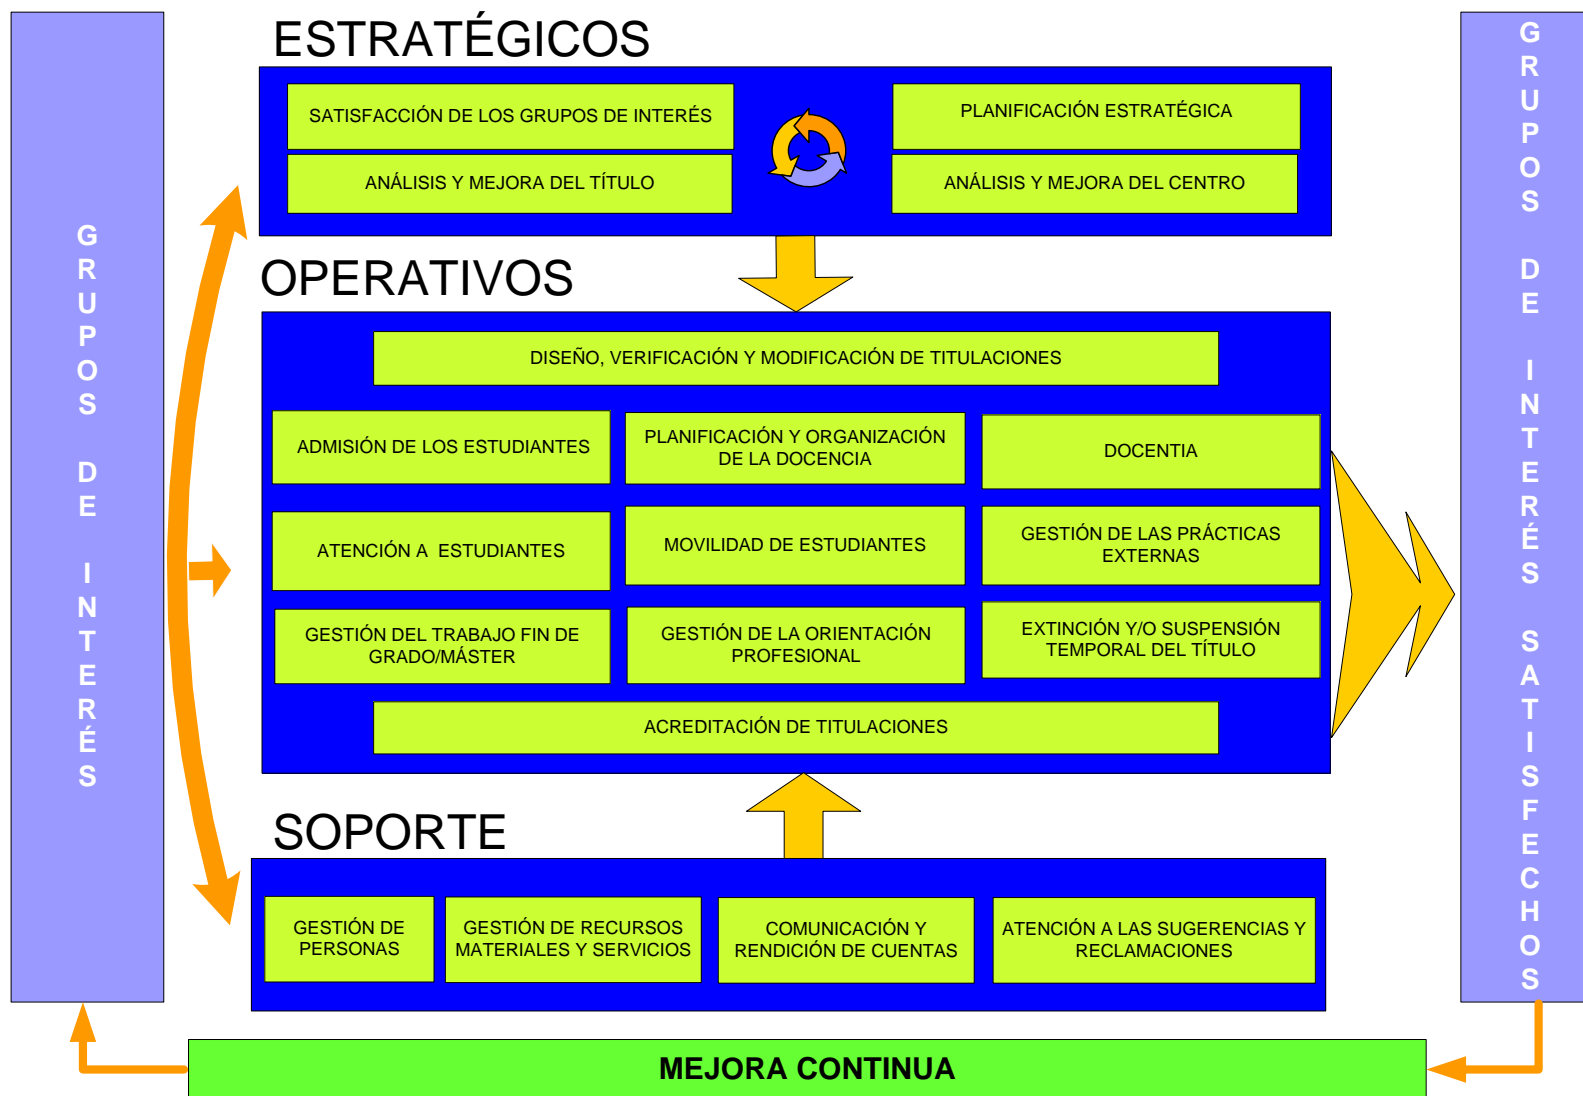 GRUPOS DE INTERÉS
ESTRATÉGICOS
SATISFACCIÓN DE LOS GRUPOS DE INTERÉS
PLANIFICACIÓN ESTRATÉGICA
ANÁLISIS Y MEJORA DEL TÍTULO
ANÁLISIS Y MEJORA DEL CENTRO
OPERATIVOS
DISEÑO, VERIFICACIÓN Y MODIFICACIÓN DE TITULACIONES
ADMISIÓN DE LOS ESTUDIANTES
PLANIFICACIÓN Y ORGANIZACIÓN
DE LA DOCENCIA
DOCENTIA
ATENCIÓN A  ESTUDIANTES
MOVILIDAD DE ESTUDIANTES
GESTIÓN DE LAS PRÁCTICAS
EXTERNAS
GESTIÓN DEL TRABAJO FIN DE
GRADO/MÁSTER
GESTIÓN DE LA ORIENTACIÓN
PROFESIONAL
EXTINCIÓN Y/O SUSPENSIÓN
TEMPORAL DEL TÍTULO
ACREDITACIÓN DE TITULACIONES
SOPORTE
GESTIÓN DE
PERSONAS
GESTIÓN DE RECURSOS
MATERIALES Y SERVICIOS
COMUNICACIÓN Y
RENDICIÓN DE CUENTAS
ATENCIÓN A LAS SUGERENCIAS Y
RECLAMACIONES
GRUPOS DE INTERÉS SATISFECHOS
MEJORA CONTINUA